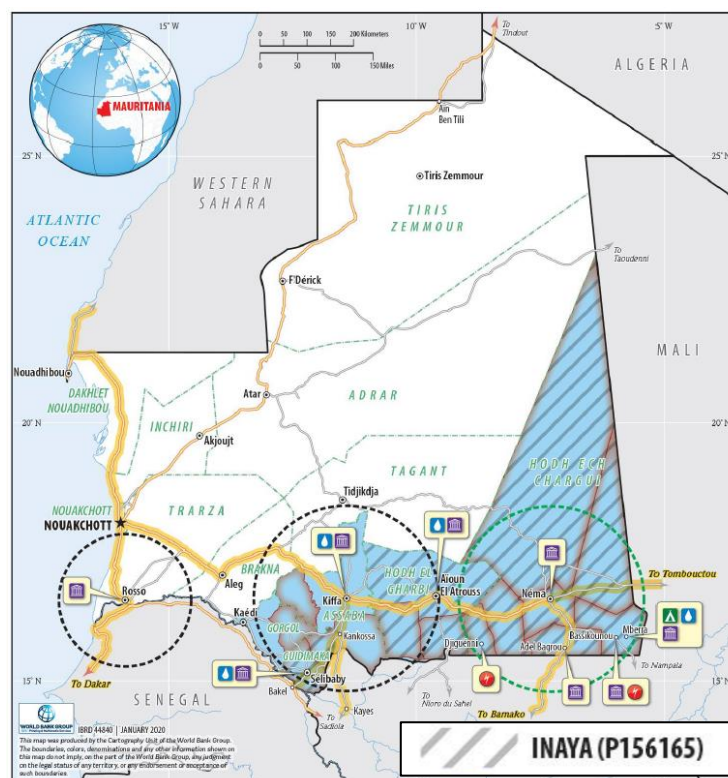 15°W
10°W
5°W
To
Tindouf
0 50 100 150 200 Kilometers
0 50 100 150 Miles
ALGERIA
MAURITANIA
Aïn
Ben Tili
25°N
25°N
WESTERN
SAHARA
Tiris Zemmour
ATLANTIC
OCEAN
TIRIS
ZEMMOUR
To
Taoudenni
F'Dérick
MALI
Nouadhibou
DAKHLET
NOUADHIBOU
Atar
ADRAR
20°N
20°N
INCHIRI
Akjoujt
HODH ECH
CHARGUI
TAGANT
NOUAKCHOTT
NOUAKCHOTT
TRARZA
Tidjikdja
BRAKNA
HODH EL
GHARBI
Aioun
El'Atrouss
To Tombouctou
Rosso
Aleg
Kiffa
ASSABA
Néma
Kaédi
GORGOL
Kankossa
Mberia
Bassikounou
GUIDIMAKA
Djiguenni
Adel Bagrou
Selibaby
15°N
15°N
To Dakar
SENEGAL
Bakel
Kayes
To
Nioro du Sahel
To Nampala
To
Sadiola
To Bamako
WORLD BANK GROUP
IBRD 44840 | JANUARY 2020
This map was produced by the Cartography Unit of the World Bank Group.
The boundaries, colors, denominations and any other information shown on
this map do not imply, on the part of the World Bank Group, any judgment
on the legal status of any territory, or any endorsement or acceptance of
such boundaries.
INAYA (P156165)